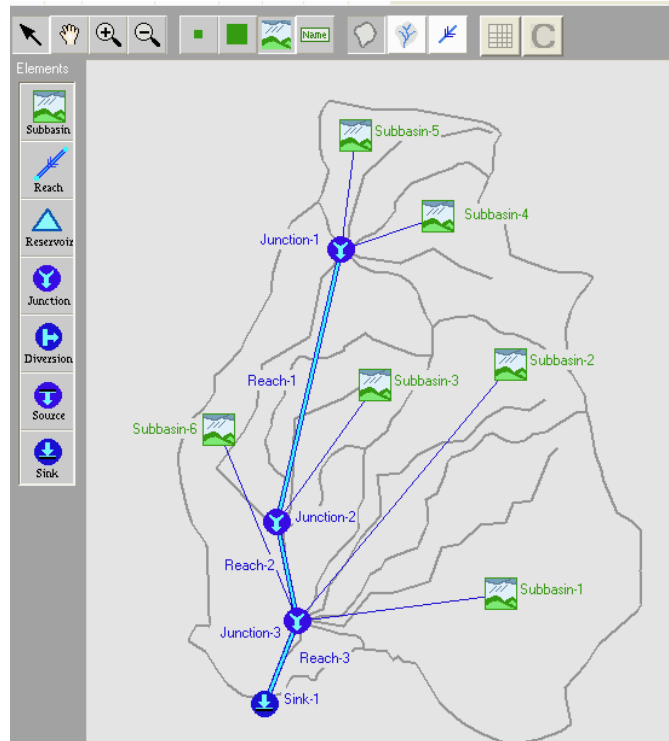 Name
C
Elements
Subbasin
Reach
Reservoir
Junction
Diversion
Source
Sink
Subbasin-5
Subbasin-4
Junction-1
Subbasin-2
Reach-1
Subbasin-3
Subbasin-6
Junction-2
Reach-2
Subbasin-1
Junction-3
Reach-3
Sink-1